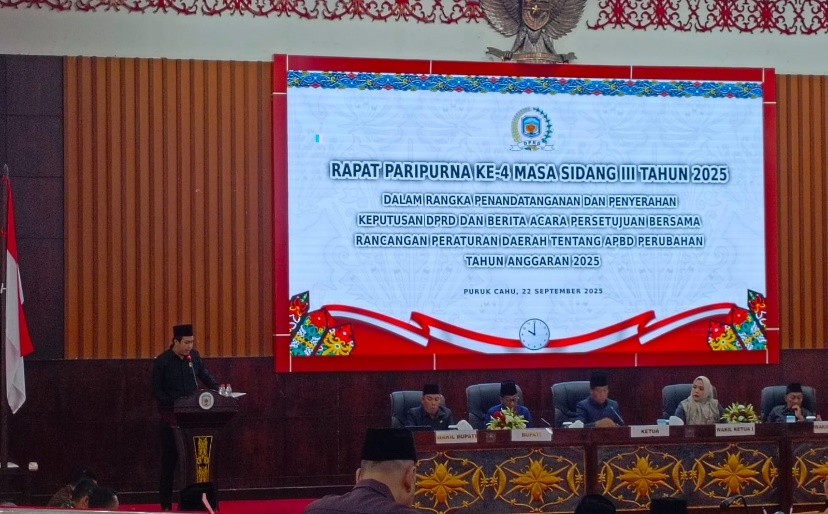 DPRD
RAPAT PARIPURNA KE-4 MASA SIDANG III TAHUN 2025
DALAM RANGKA PENANDATANGANAN DAN PENYERAHAN
KEPUTUSAN DPRD DAN BERITA ACARA PERSETUJUAN BERSAMA
RANCANGAN PERATURAN DAERAH TENTANG APBD PERUBAHAN
TAHUN ANGGARAN 2025
PURUK CAHU, 22 SEPTEMBER 2025
WAKIL BUPATI
BUPATI
KETUA
WAKIL KETUA I